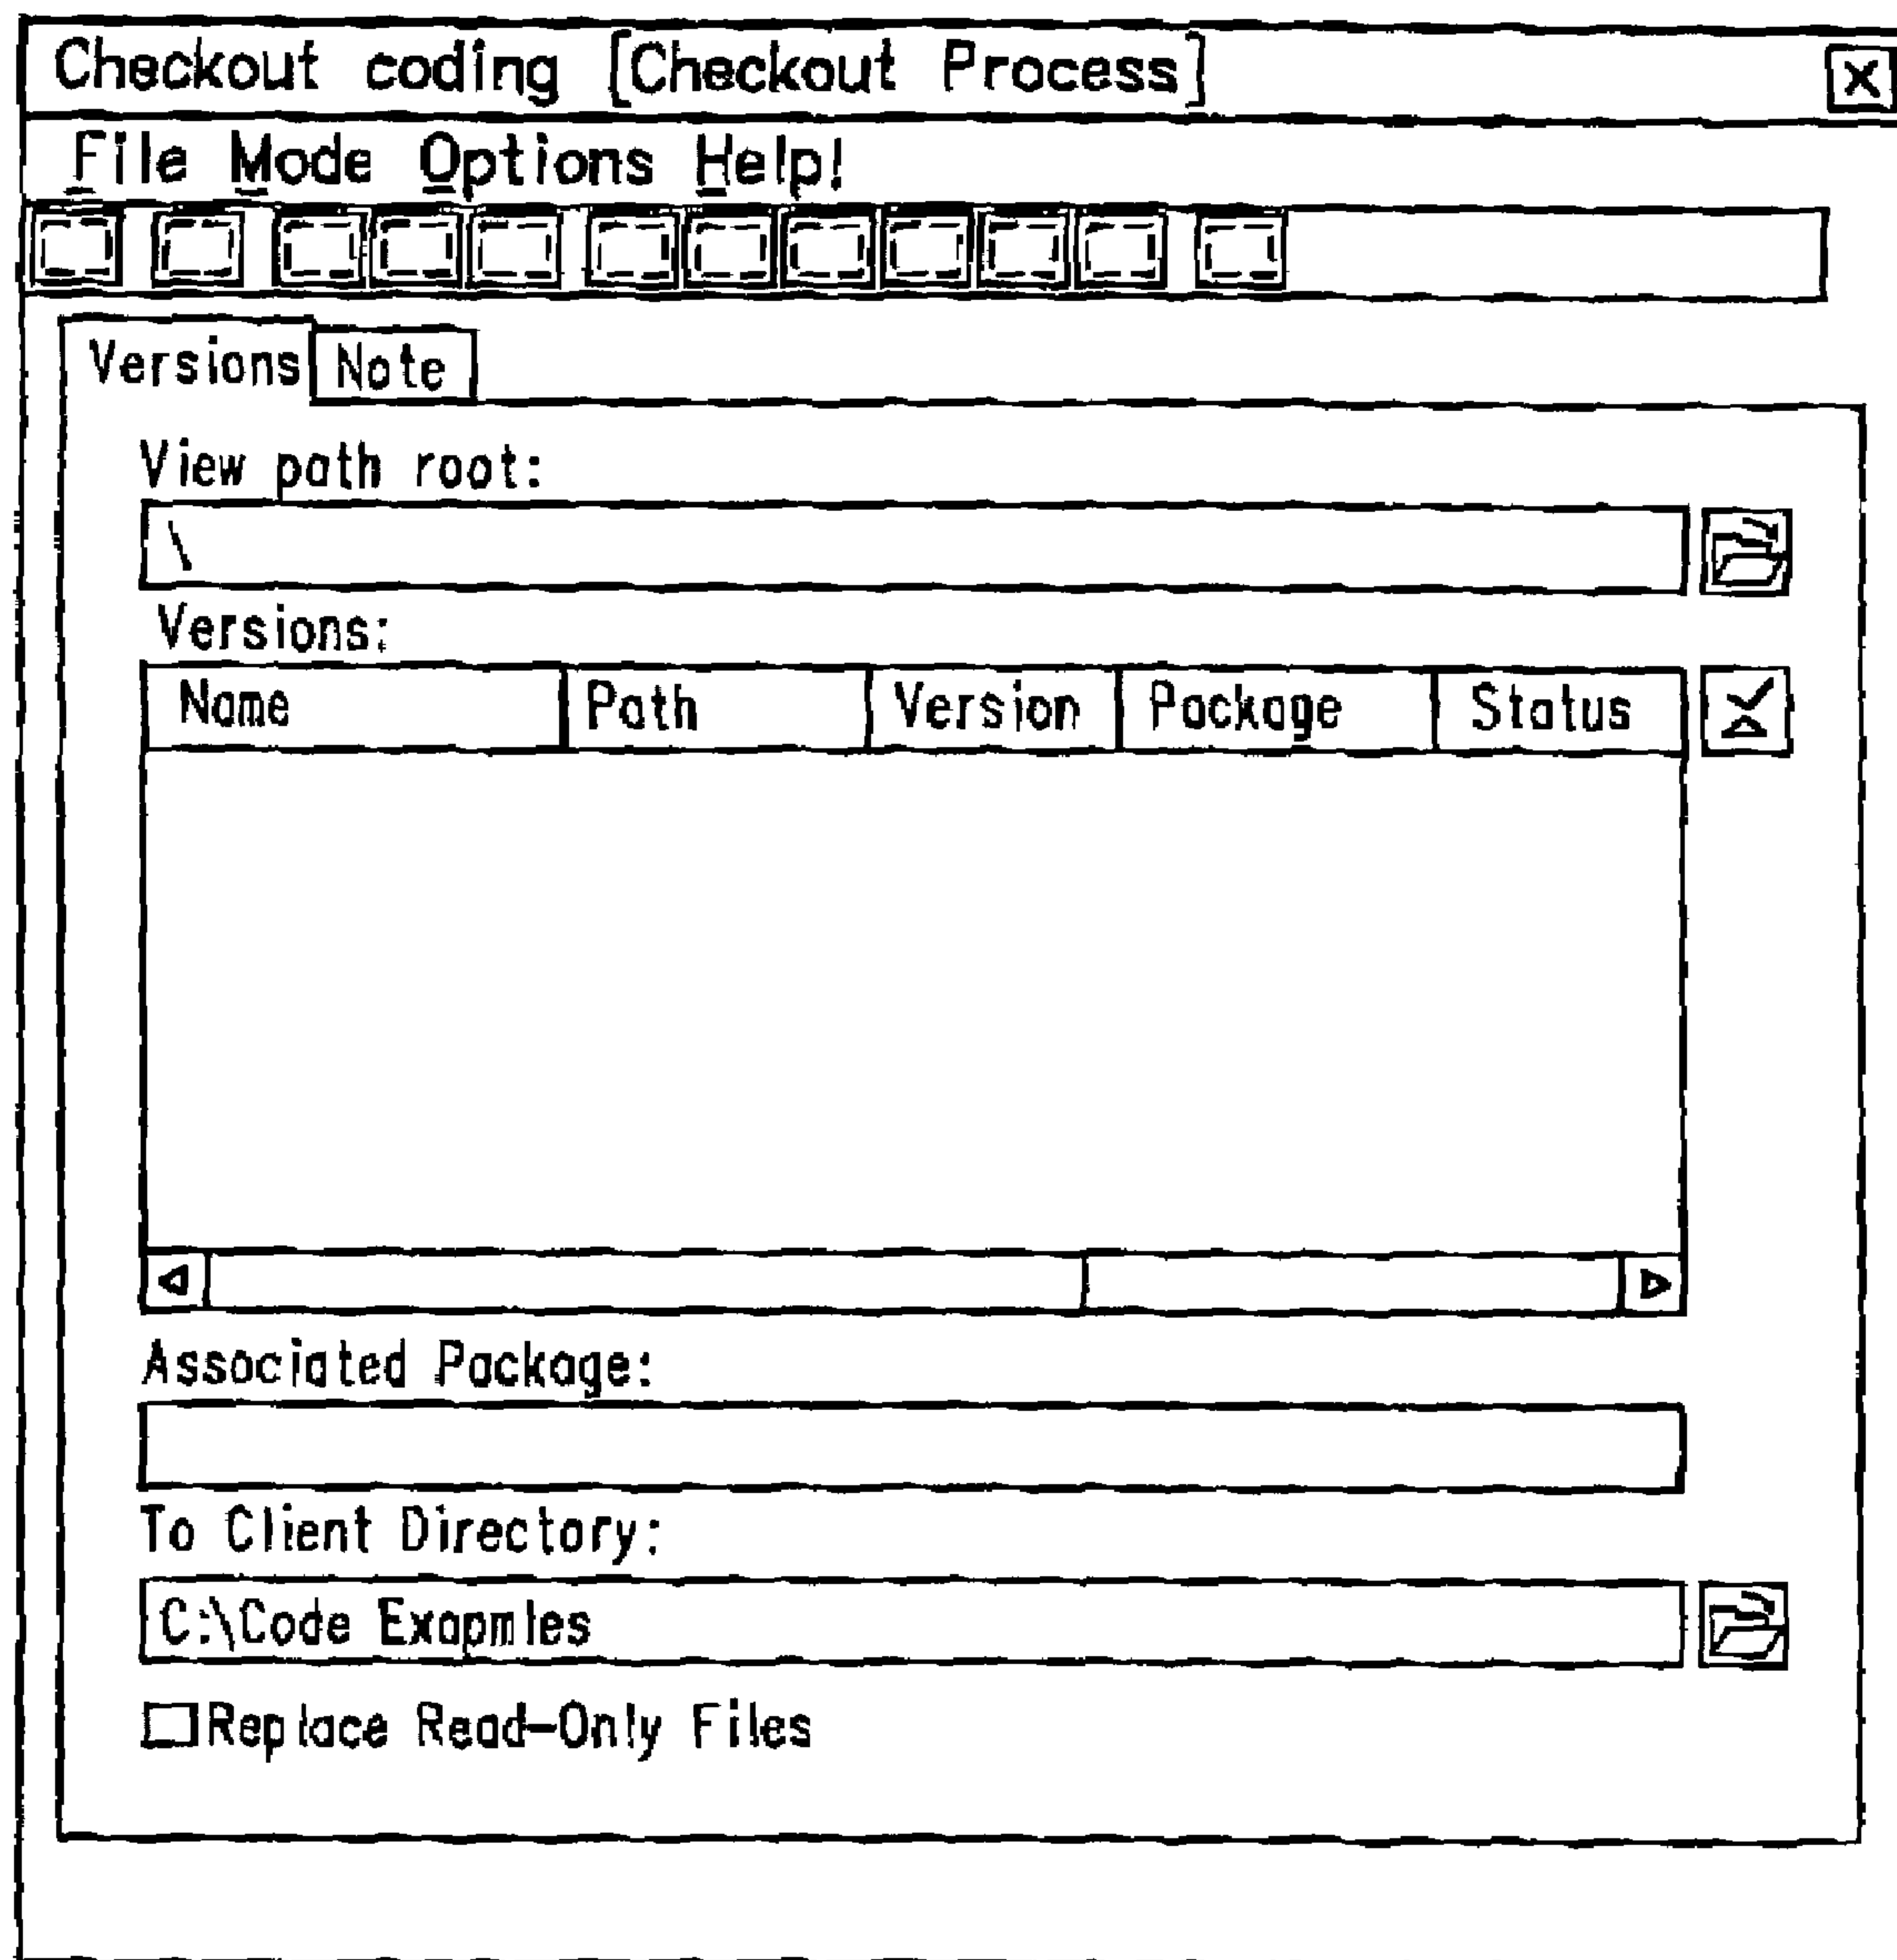 Checkout coding [Checkout Process]
File Mode Options Help!
Versions Note
View path root:
\
Versions:
Name Path Version Package Status
Associated Package:
To Client Directory:
C:\Code Exapmles
Replace Read-Only Files